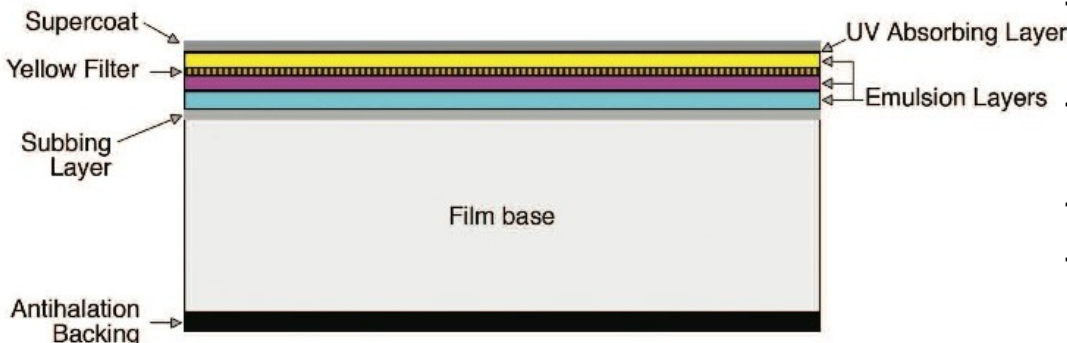 Supercoat
UV Absorbing Layer
Yellow Filter
Emulsion Layers
Subbing
Layer
Film base
Antihalation
Backing